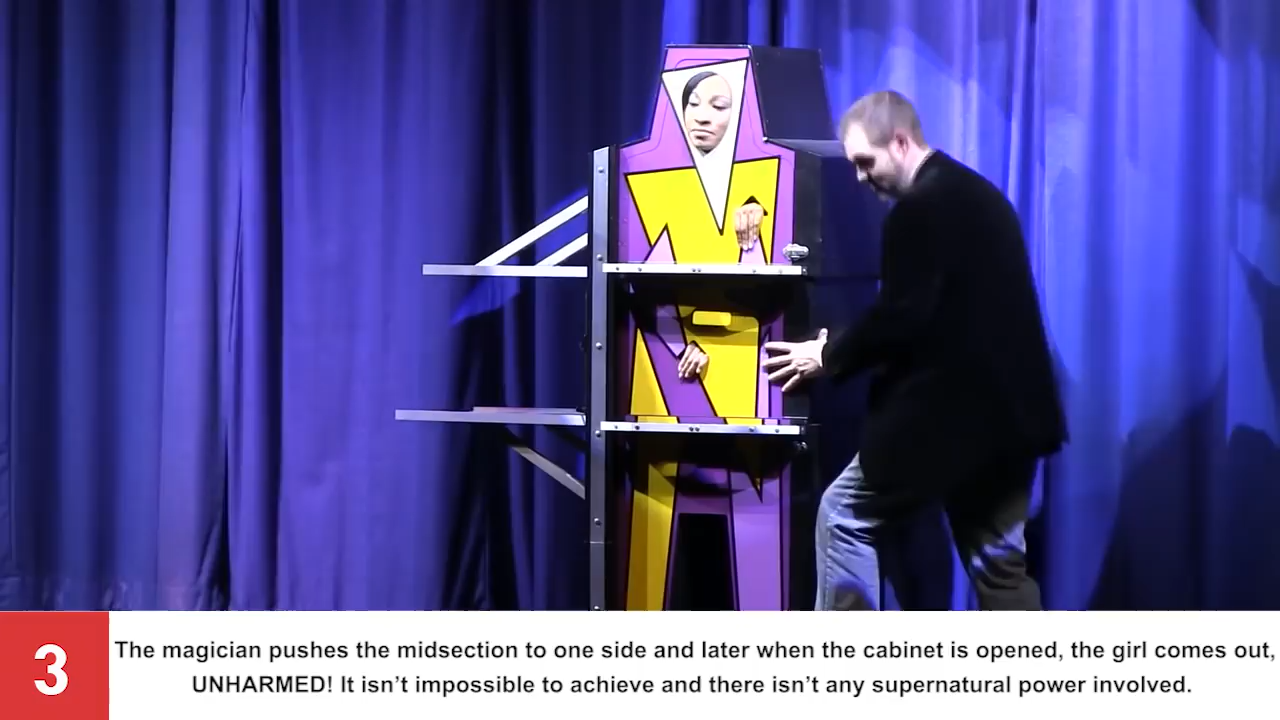 3
The magician pushes the midsection to one side and later when the cabinet is opened, the girl comes out,
UNHARMED! It isn’t impossible to achieve and there isn’t any supernatural power involved.